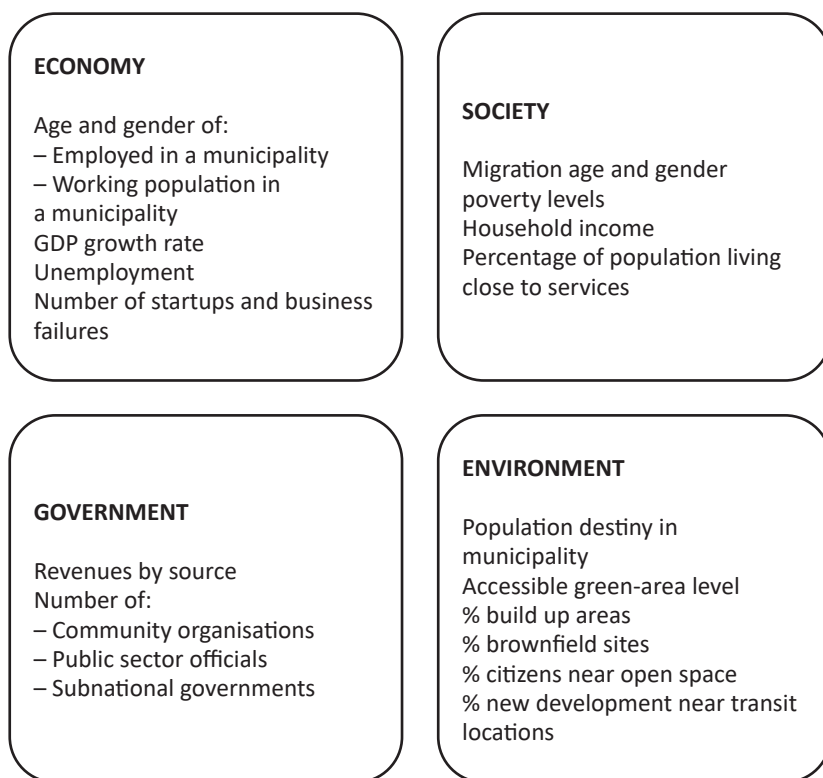 ECONOMY
Age and gender of:
– Employed in a municipality
– Working population in
a municipality
GDP growth rate
Unemployment
Number of startups and business
failures
SOCIETY
Migration age and gender
poverty levels
Household income
Percentage of population living
close to services
GOVERNMENT
Revenues by source
Number of:
– Community organisations
– Public sector officials
– Subnational governments
ENVIRONMENT
Population destiny in
municipality
Accessible green-area level
% build up areas
% brownfield sites
% citizens near open space
% new development near transit
locations